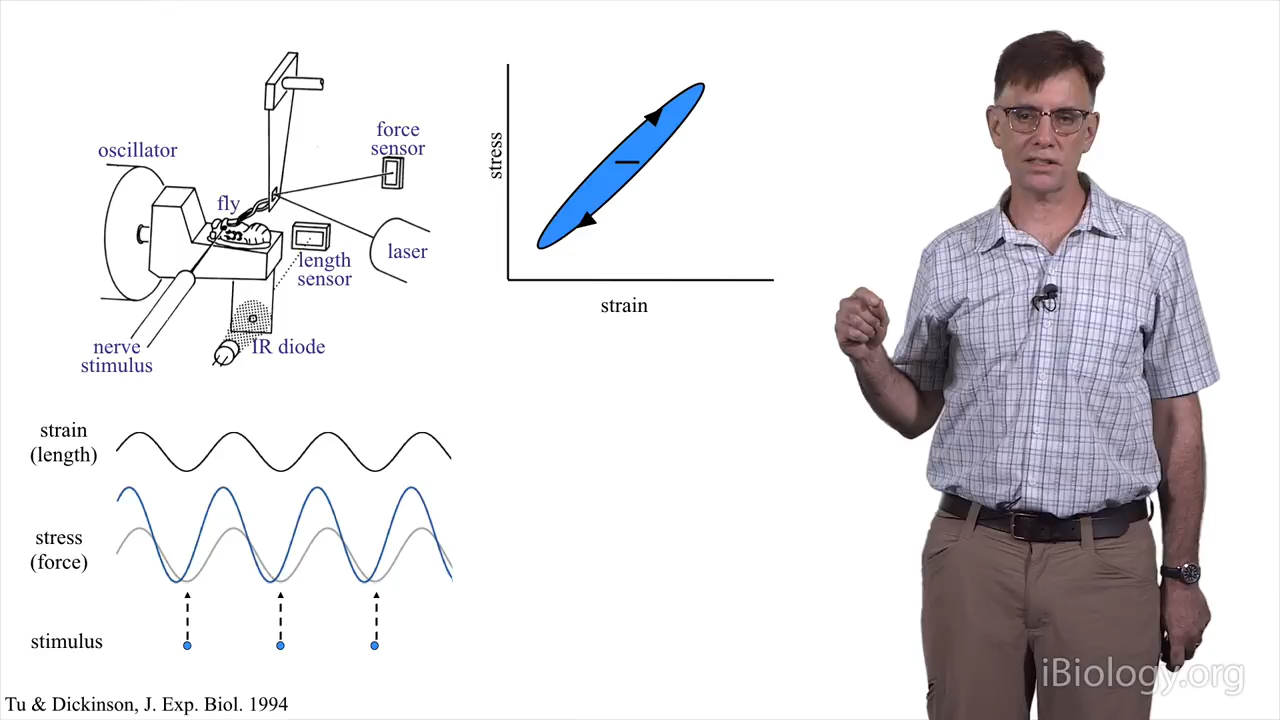 oscillator
fly
force
sensor
length
sensor
laser
nerve
stimulus
IR diode
stress
strain
strain
(length)
stress
(force)
stimulus
Tu & Dickinson, J. Exp. Biol. 1994
iBiology.org